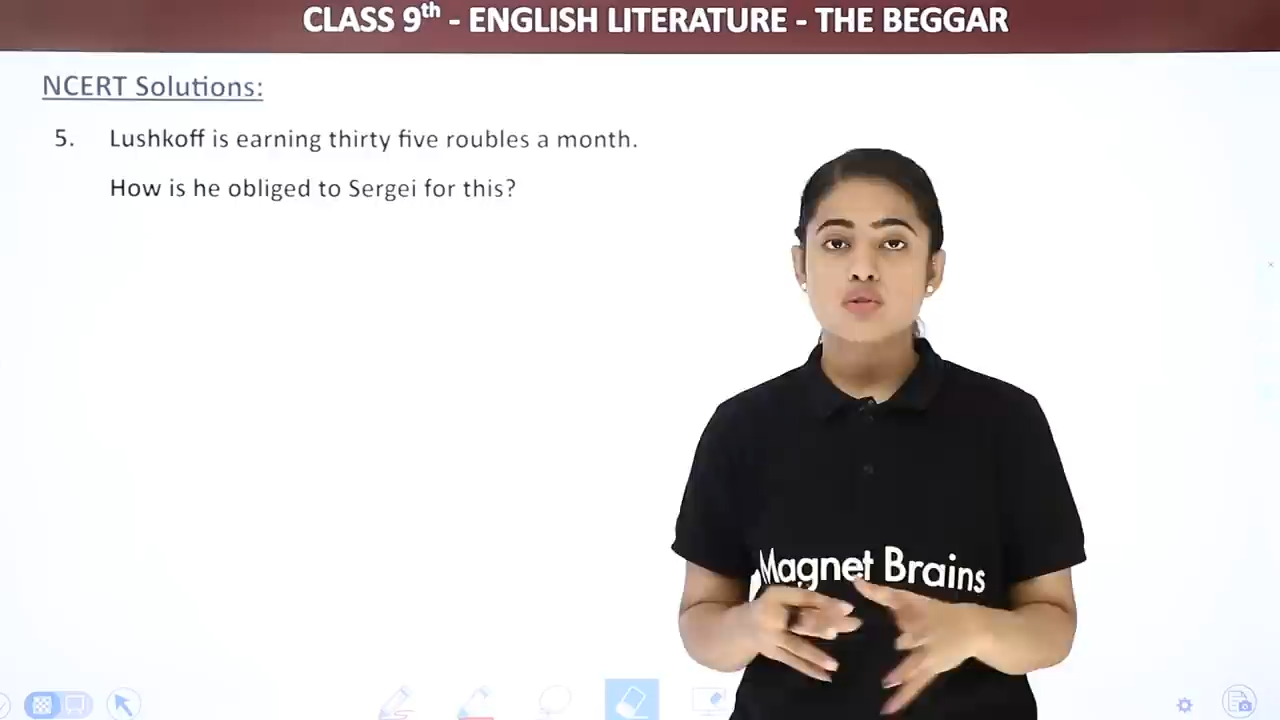 CLASS 9th - ENGLISH LITERATURE - THE BEGGAR
NCERT Solutions:
5. Lushkoff is earning thirty five roubles a month.
How is he obliged to Sergei for this?
Magnet Brains